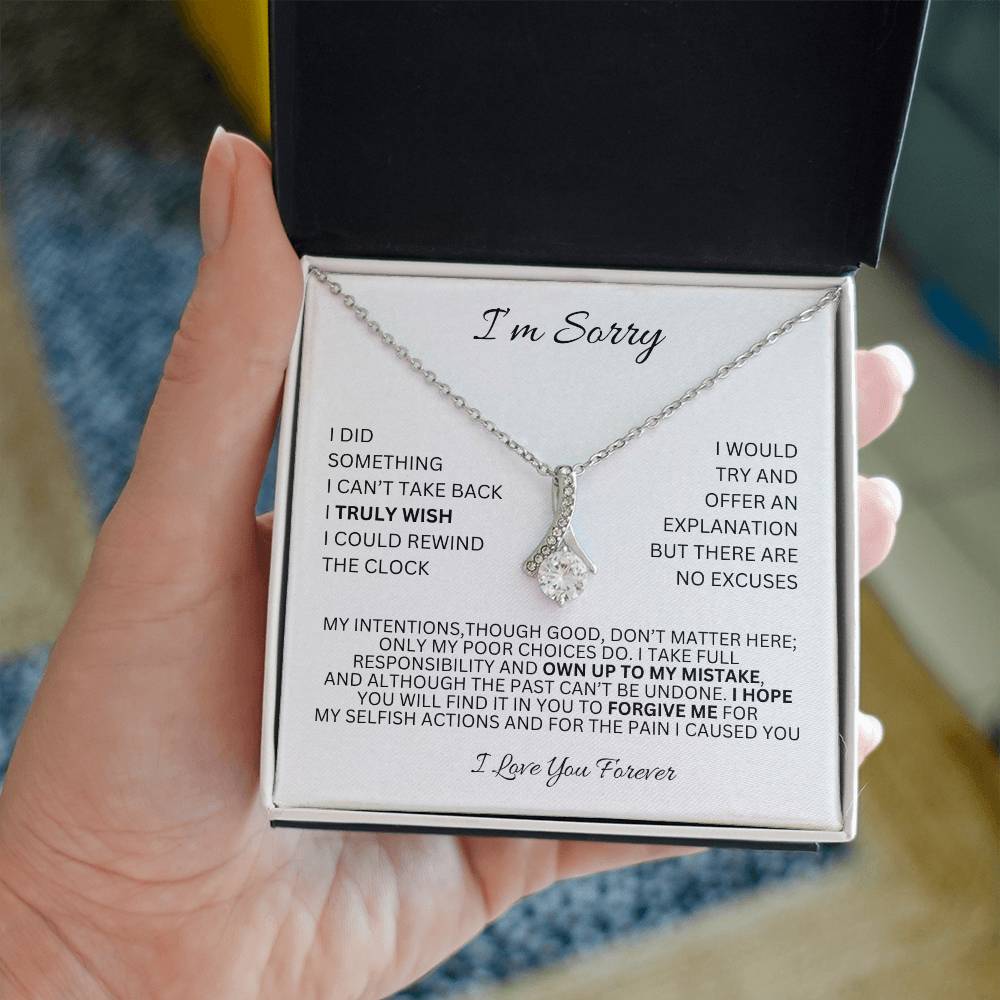 I'm Sorry
I DID
SOMETHING
I CAN'T TAKE BACK
I TRULY WISH
I COULD REWIND
THE CLOCK
I WOULD
TRY AND
OFFER AN
EXPLANATION
BUT THERE ARE
NO EXCUSES
MY INTENTIONS,THOUGH GOOD, DON'T MATTER HERE;
ONLY MY POOR CHOICES DO. I TAKE FULL
RESPONSIBILITY AND OWN UP TO MY MISTAKE,
AND ALTHOUGH THE PAST CAN'T BE UNDONE. I HOPE
YOU WILL FIND IT IN YOU TO FORGIVE ME FOR
MY SELFISH ACTIONS AND FOR THE PAIN I CAUSED YOU
I Love You Forever